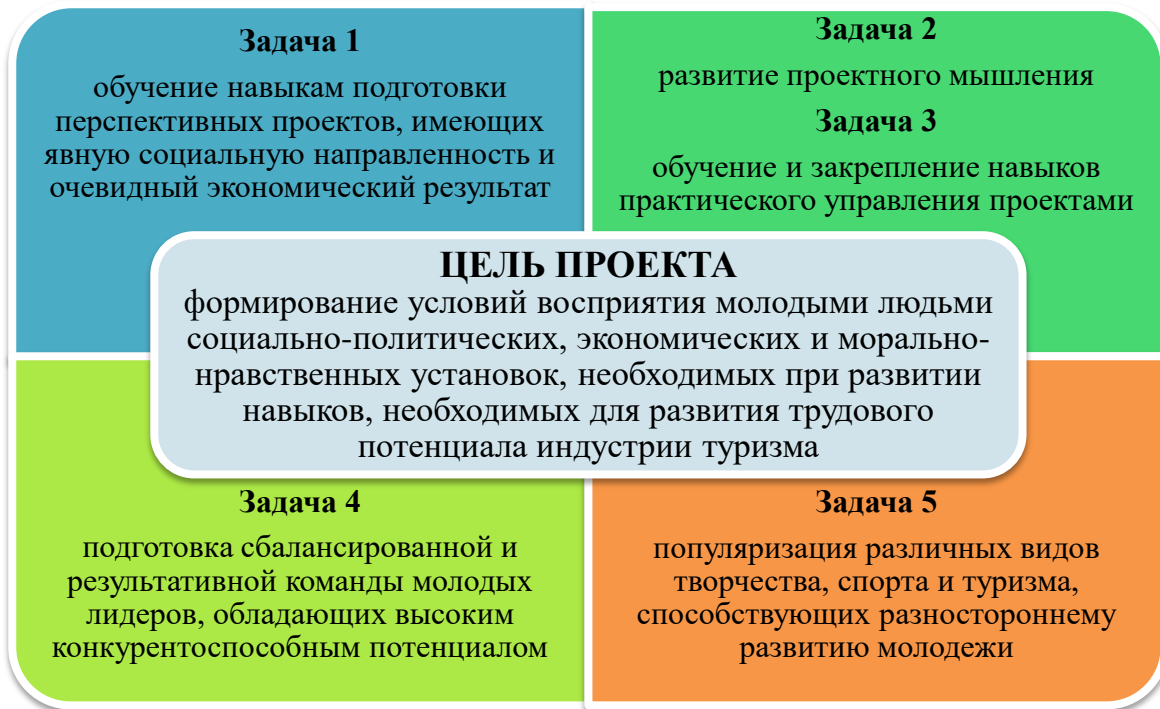 Задача 1
обучение навыкам подготовки
перспективных проектов, имеющих
явную социальную направленность и
очевидный экономический результат
Задача 2
развитие проектного мышления
Задача 3
обучение и закрепление навыков
практического управления проектами
ЦЕЛЬ ПРОЕКТА
формирование условий восприятия молодыми людьми
социально-политических, экономических и морально-
нравственных установок, необходимых при развитии
навыков, необходимых для развития трудового
потенциала индустрии туризма
Задача 4
подготовка сбалансированной и
результативной команды молодых
лидеров, обладающих высоким
конкурентоспособным потенциалом
Задача 5
популяризация различных видов
творчества, спорта и туризма,
способствующих разностороннему
развитию молодежи